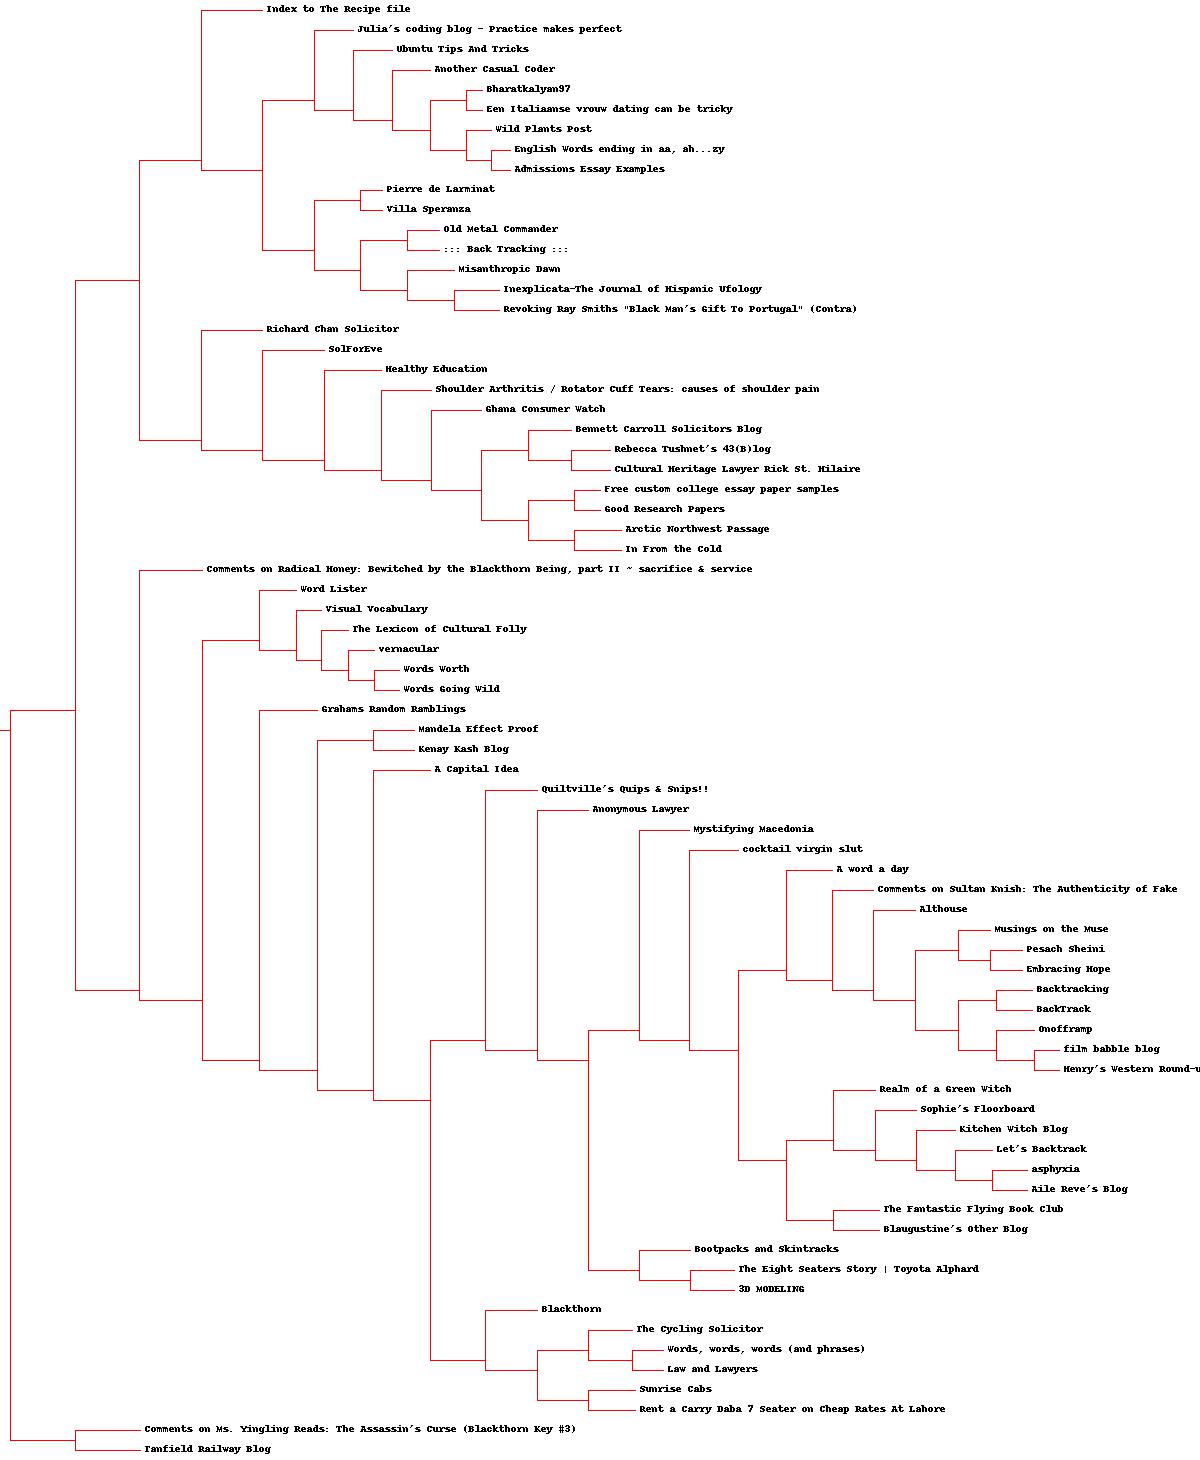 Index to The Recipe file
Julia's coding blog - Practice makes perfect
Ubuntu Tips And Tricks
Another Casual Coder
Bharatkalyan97
Een Italiaanse vrouw dating can be tricky
Wild Plants Post
English Words ending in aa, ah...zy
Admissions Essay Examples
Pierre de Larminat
Villa Speranza
Old Metal Commander
::: Back Tracking :::
Misanthropic Dawn
Inexplicata-The Journal of Hispanic Ufology
Revoking Ray Smiths "Black Man's Gift To Portugal" (Contra)
Richard Chan Solicitor
SolForEve
Healthy Education
Shoulder Arthritis / Rotator Cuff Tears: causes of shoulder pain
Ghana Consumer Watch
Bennett Carroll Solicitors Blog
Rebecca Tushnet's 43(B)log
Cultural Heritage Lawyer Rick St. Hilaire
Free custom college essay paper samples
Good Research Papers
Arctic Northwest Passage
In From the Cold
Comments on Radical Honey: Bewitched by the Blackthorn Being, part II ~ sacrifice & service
Word Lister
Visual Vocabulary
The Lexicon of Cultural Folly
vernacular
Words Worth
Words Going Wild
Grahams Random Ramblings
Mandela Effect Proof
Kenay Kash Blog
A Capital Idea
Quiltville's Quips & Snips!!
Anonymous Lawyer
Mystifying Macedonia
cocktail virgin slut
A word a day
Comments on Sultan Knish: The Authenticity of Fake
Althouse
Musings on the Muse
Pesach Sheini
Embracing Hope
Backtracking
BackTrack
Onofframp
film babble blog
Henry's Western Round-u
Realm of a Green Witch
Sophie's Floorboard
Kitchen Witch Blog
Let's Backtrack
asphyxia
Aile Reve's Blog
The Fantastic Flying Book Club
Blaugustine's Other Blog
Bootpacks and Skintracks
The Eight Seaters Story | Toyota Alphard
3D MODELING
Blackthorn
The Cycling Solicitor
Words, words, words (and phrases)
Law and Lawyers
Sunrise Cabs
Rent a Carry Daba 7 Seater on Cheap Rates At Lahore
Comments on Ms. Yingling Reads: The Assassin's Curse (Blackthorn Key #3)
Tanfield Railway Blog